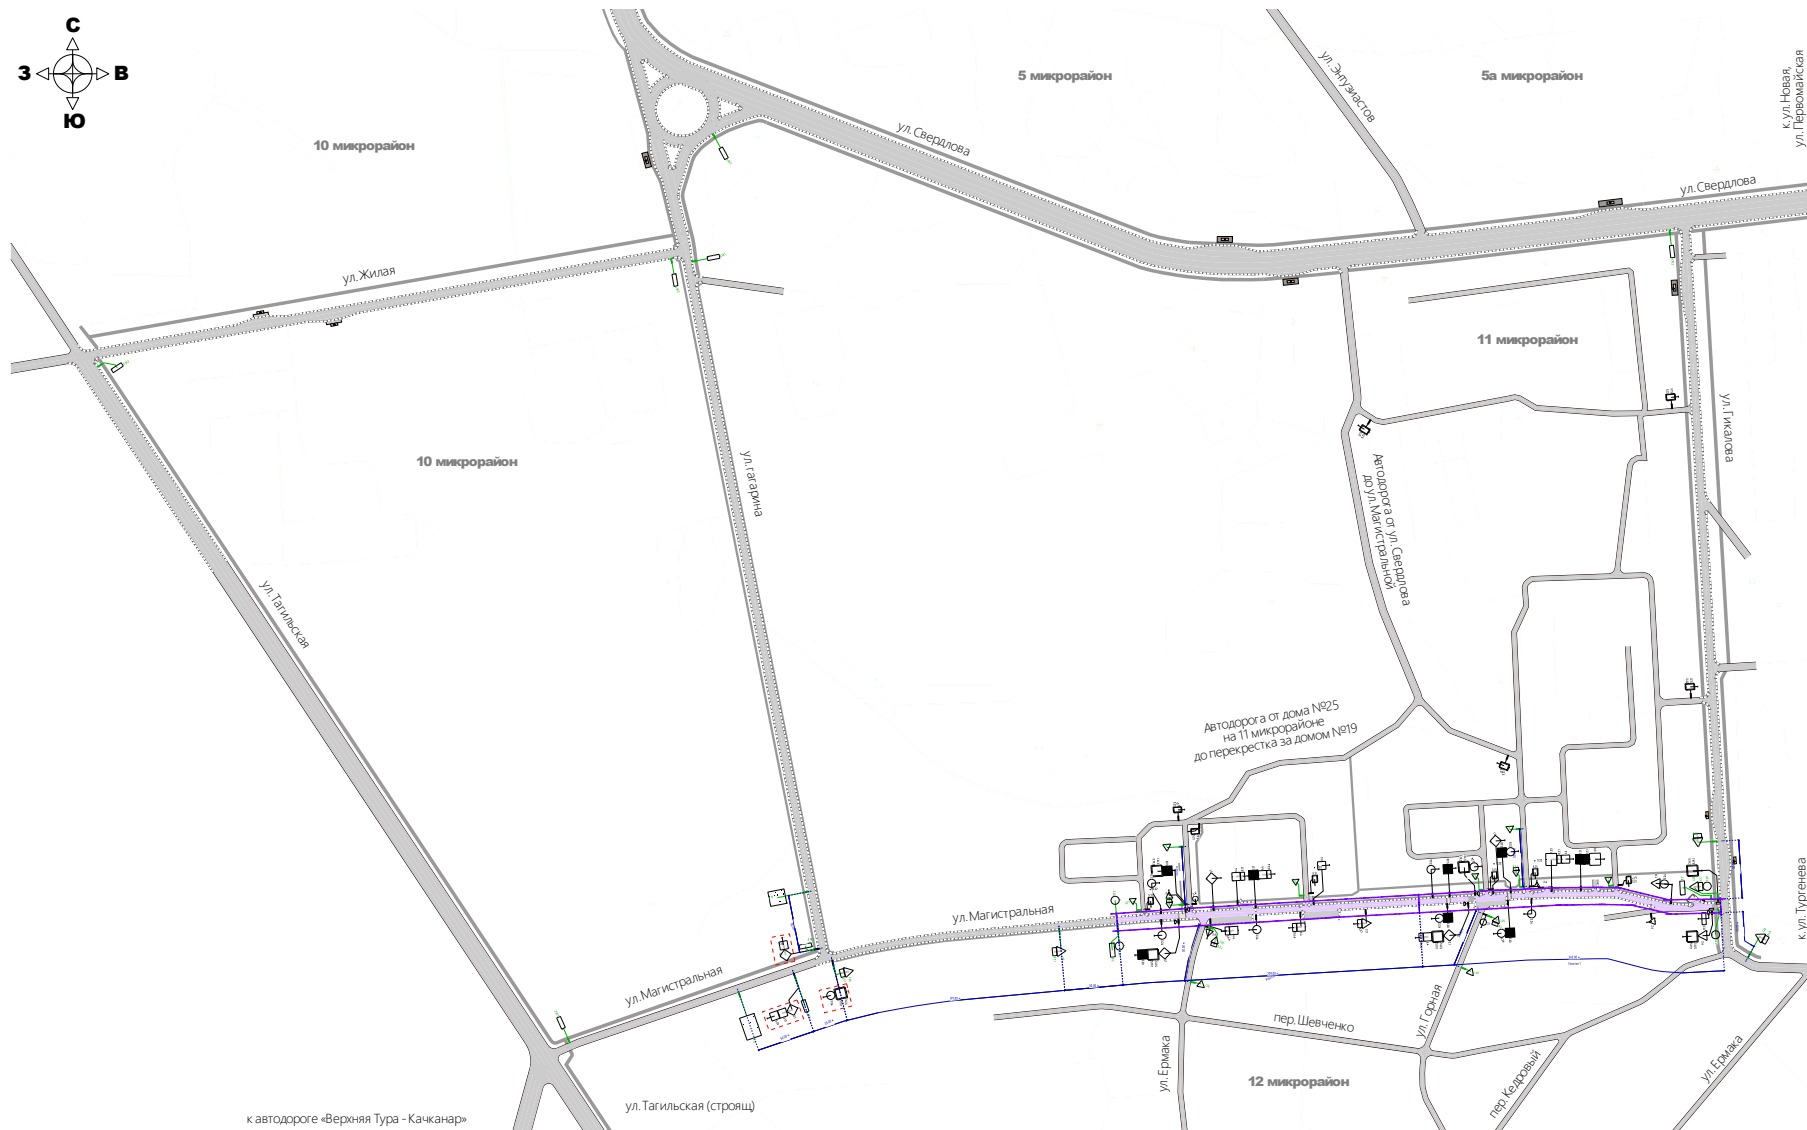 С
З
В
Ю
10 микрорайон
5 микрорайон
5а микрорайон
к ул. Новая,
ул. Первомайская
ул. Энтузиастов
ул. Свердлова
ул. Свердлова
ул. Жилая
11 микрорайон
ул. Гикалова
10 микрорайон
ул. гагарина
Автодорога от ул. Свердлова
до ул. Магистральной
ул. Тагильская
Автодорога от дома №25
на 11 микрорайоне
до перекрестка за домом №19
ул. Магистральная
к. ул. Тургенева
ул. Магистральная
пер. Шевченко
ул. Горная
ул. Ермака
12 микрорайон
пер. Кедровый
ул. Ермака
ул. Тагильская (строящ)
к автодороге «Верхняя Тура - Качканар»